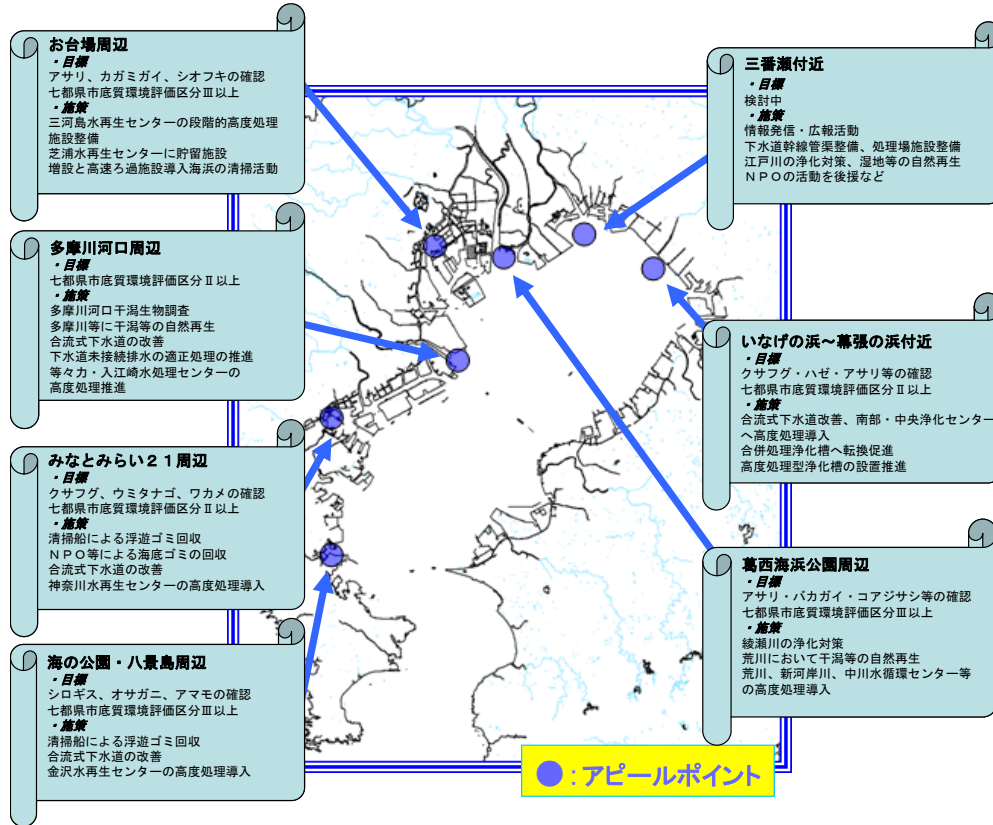 お台場周辺
・目標
アサリ、カガミガイ、シオフキの確認
七都県市底質環境評価区分Ⅲ以上
・施策
三河島水再生センターの段階的高度処理
施設整備
芝浦水再生センターに貯留施設
増設と高速ろ過施設導入海浜の清掃活動
多摩川河口周辺
・目標
七都県市底質環境評価区分Ⅱ以上
・施策
多摩川河口干潟生物調査
多摩川等に干潟等の自然再生
合流式下水道の改善
下水道未接続排水の適正処理の推進
等々力・入江崎水処理センターの
高度処理推進
みなとみらい２１周辺
・目標
クサフグ、ウミタナゴ、ワカメの確認
七都県市底質環境評価区分Ⅱ以上
・施策
清掃船による浮遊ゴミ回収
ＮＰＯ等による海底ゴミの回収
合流式下水道の改善
神奈川水再生センターの高度処理導入
海の公園・八景島周辺
・目標
シロギス、オサガニ、アマモの確認
七都県市底質環境評価区分Ⅲ以上
・施策
清掃船による浮遊ゴミ回収
合流式下水道の改善
金沢水再生センターの高度処理導入
三番瀬付近
・目標
検討中
・施策
情報発信・広報活動
下水道幹線管渠整備、処理場施設整備
江戸川の浄化対策、湿地等の自然再生
ＮＰＯの活動を後援など
いなげの浜～幕張の浜付近
・目標
クサフグ・ハゼ・アサリ等の確認
七都県市底質環境評価区分Ⅱ以上
・施策
合流式下水道改善、南部・中央浄化センター
へ高度処理導入
合併処理浄化槽へ転換促進
高度処理型浄化槽の設置推進
葛西海浜公園周辺
・目標
アサリ・バカガイ・コアジサシ等の確認
七都県市底質環境評価区分Ⅲ以上
・施策
綾瀬川の浄化対策
荒川において干潟等の自然再生
荒川、新河岸川、中川水循環センター等
の高度処理導入
：アピールポイント